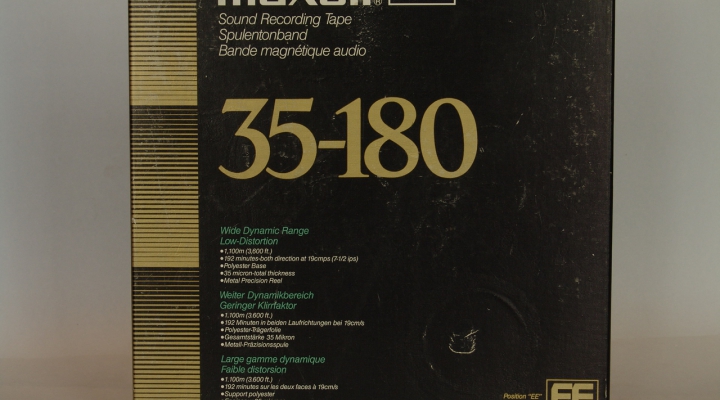 maxell®
Sound Recording Tape
Spulentonband
Bande magnétique audio
35-180
Wide Dynamic Range
Low-Distortion
•1,100m (3,600 ft.)
•192 minutes-both direction at 19cmps (7-1/2 ips)
•Polyester Base
•35 micron-total thickness
•Metal Precision Reel
Weiter Dynamikbereich
Geringer Klirrfaktor
•1.100m (3.600 ft.)
•192 Minuten in beiden Laufrichtungen bei 19cm/s
•Polyester-Trägerfolie
•Gesamtstärke 35 Mikron
•Metall-Präzisionsspule
Large gamme dynamique
Faible distorsion
•1.100m (3.600 ft.)
•192 minutes sur les deux faces à 19cm/s
•Support polyester
Position "EE"
EE